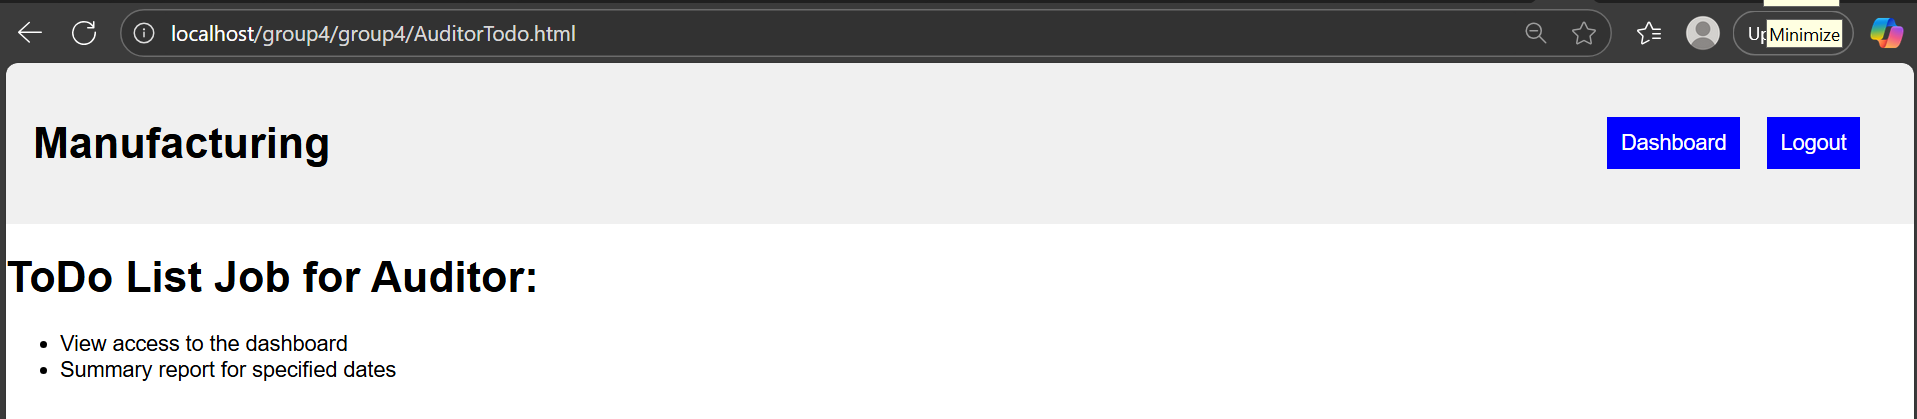 localhost/group4/group4/AuditorTodo.html
Up
Minimize
Manufacturing
Dashboard
Logout
ToDo List Job for Auditor:
View access to the dashboard
Summary report for specified dates